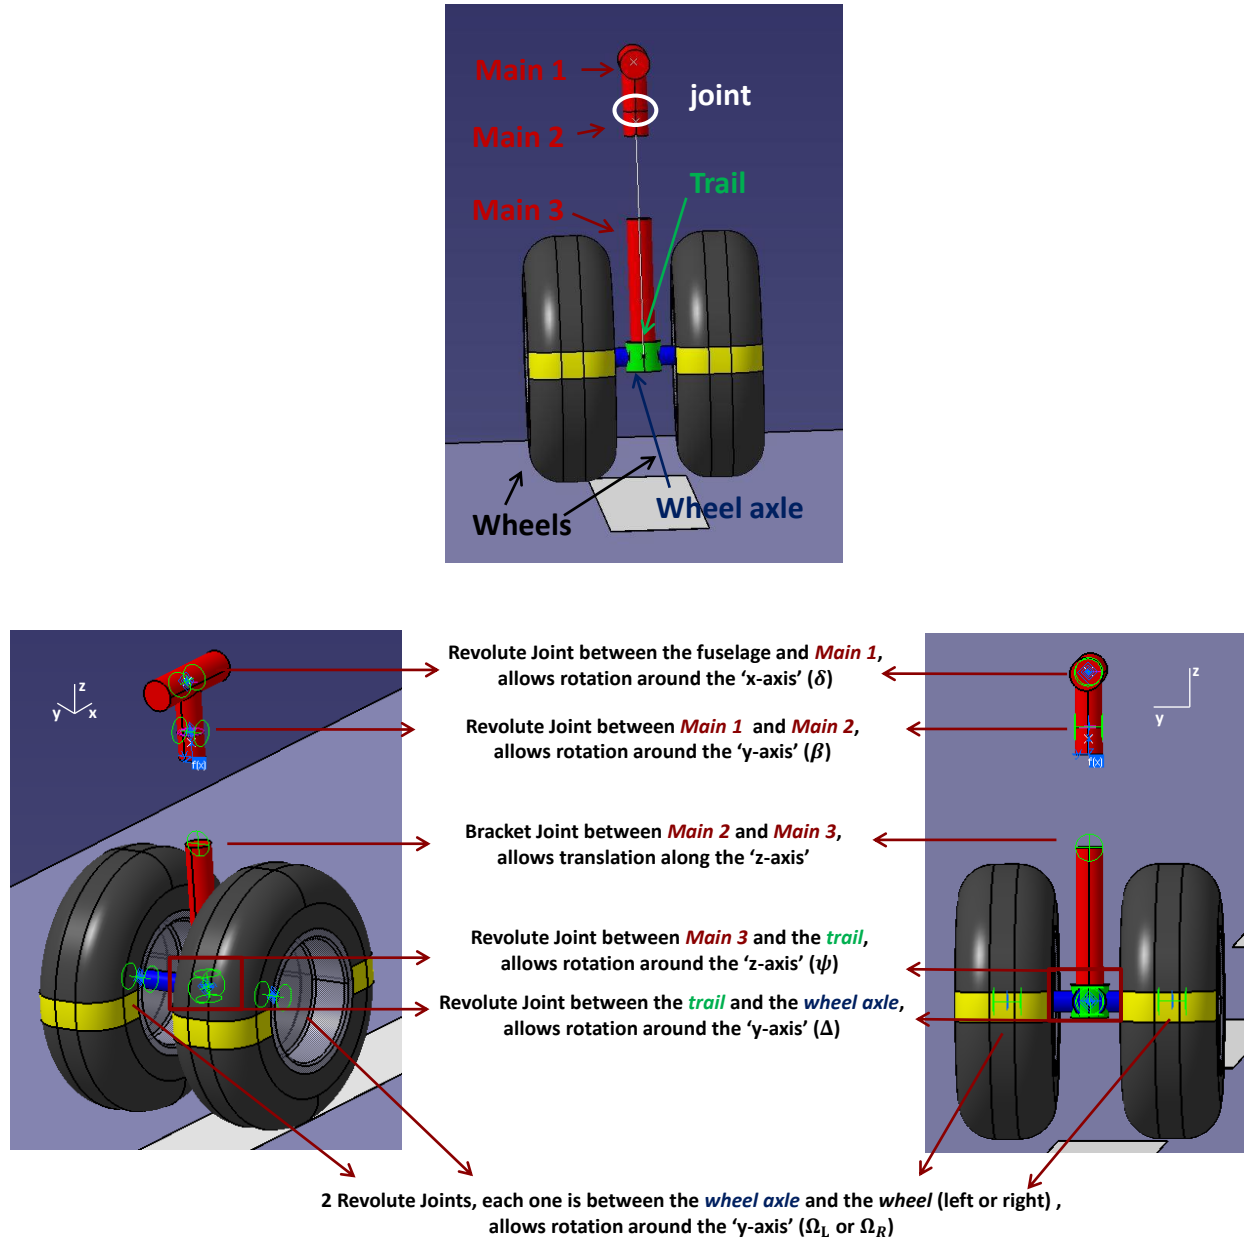 Main 1
joint
Main 2
Trail
Main 3
Wheel axle
Wheels
Revolute Joint between the fuselage and Main 1,
allows rotation around the ‘x-axis’ (δ)
z
y x
z
y
Revolute Joint between Main 1 and Main 2,
allows rotation around the ‘y-axis’ (β)
f(x)
f(x)
Bracket Joint between Main 2 and Main 3,
allows translation along the ‘z-axis’
Revolute Joint between Main 3 and the trail,
allows rotation around the ‘z-axis’ (ψ)
Revolute Joint between the trail and the wheel axle,
allows rotation around the ‘y-axis’ (Δ)
2 Revolute Joints, each one is between the wheel axle and the wheel (left or right) ,
allows rotation around the ‘y-axis’ (Ω_L or Ω_R)